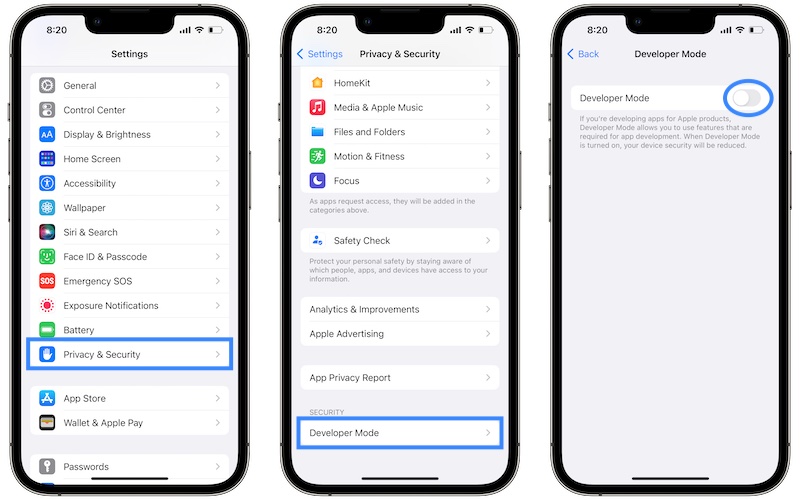 8:20
Settings
General
Control Center
AA
Display & Brightness
Home Screen
Accessibility
Wallpaper
Siri & Search
Face ID & Passcode
SOS
Emergency SOS
Exposure Notifications
Battery
Privacy & Security
App Store
Wallet & Apple Pay
Passwords
8:20
Settings
Privacy & Security
HomeKit
Media & Apple Music
Files and Folders
Motion & Fitness
Focus
As apps request access, they will be added in the
categories above.
Safety Check
Protect your personal safety by staying aware of
which people, apps, and devices have access to your
information.
Analytics & Improvements
Apple Advertising
App Privacy Report
SECURITY
Developer Mode
8:20
Back
Developer Mode
Developer Mode
If you're developing apps for Apple products,
Developer Mode allows you to use features that are
required for app development. When Developer Mode
is turned on, your device security will be reduced.